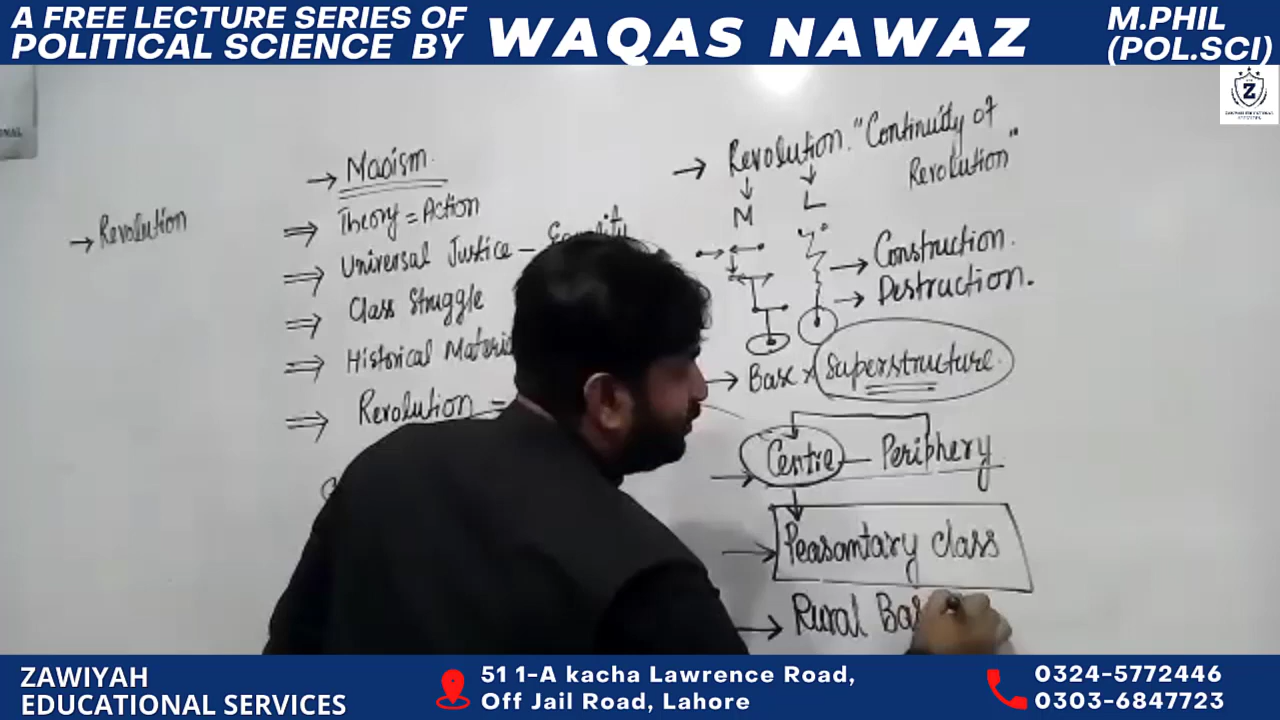 A FREE LECTURE SERIES OF
POLITICAL SCIENCE BY
WAQAS NAWAZ
M.PHIL
(POL.SCI)
Z
→ Revolution
→ Maoism.
⇒ Theory = Action
⇒ Universal Justice – Equality
⇒ Class Struggle
⇒ Historical
⇒ Revolution =
→ Revolution. "Continuity of
Revolution"
M
L
→ Construction.
→ Destruction.
→ Base × Superstructure.
Centre — Periphery
→ Peasantary class
→ Rural
ZAWIYAH
EDUCATIONAL SERVICES
51 1-A kacha Lawrence Road,
Off Jail Road, Lahore
0324-5772446
0303-6847723